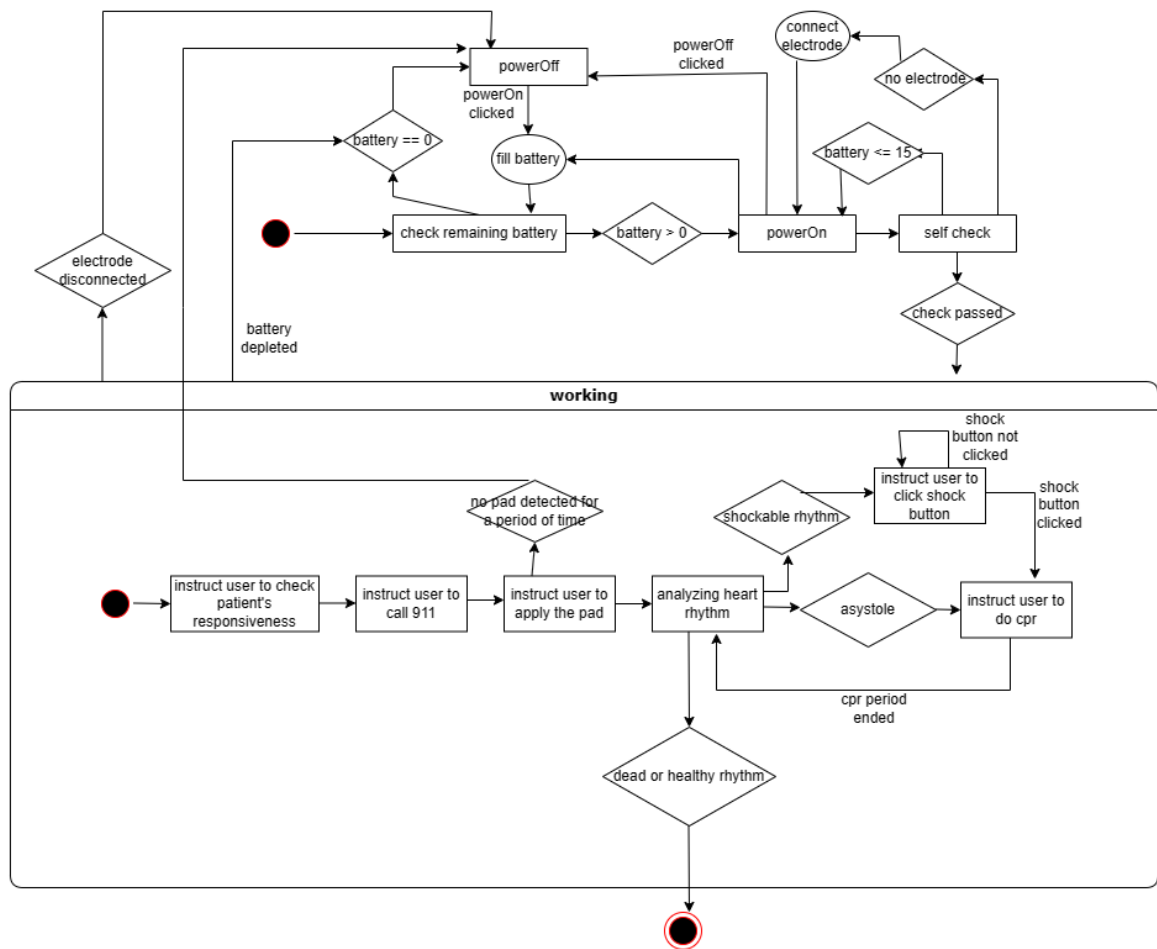 connect
electrode
powerOff
clicked
powerOff
no electrode
powerOn
clicked
battery == 0
fill battery
battery <= 15
check remaining battery
battery > 0
powerOn
self check
electrode
disconnected
check passed
battery
depleted
working
shock
button not
clicked
instruct user to
click shock
button
shock
button
clicked
no pad detected for
a period of time
shockable rhythm
instruct user to check
patient's
responsiveness
instruct user to
call 911
instruct user to
apply the pad
analyzing heart
rhythm
asystole
instruct user to
do cpr
cpr period
ended
dead or healthy rhythm